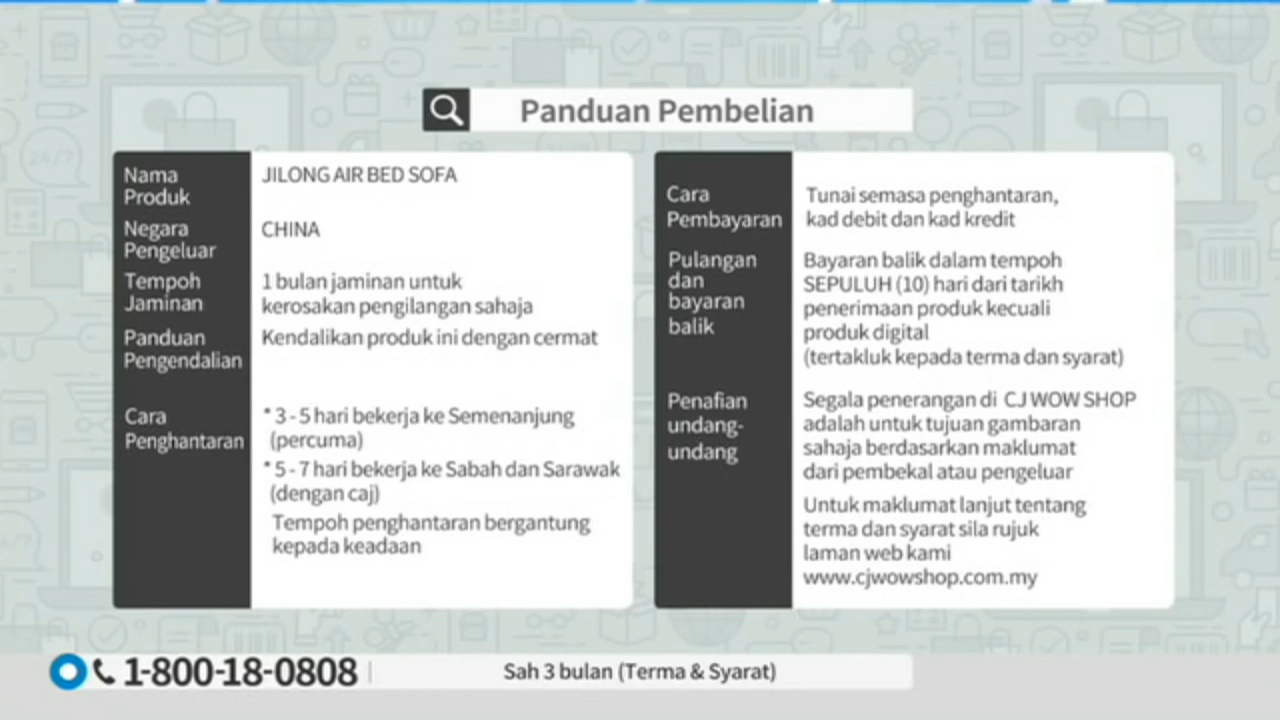 Panduan Pembelian
Nama
Produk
JILONG AIR BED SOFA
Negara
Pengeluar
CHINA
Tempoh
Jaminan
1 bulan jaminan untuk
kerosakan pengilangan sahaja
Panduan
Pengendalian
Kendalikan produk ini dengan cermat
Cara
Penghantaran
* 3 - 5 hari bekerja ke Semenanjung
(percuma)
* 5 - 7 hari bekerja ke Sabah dan Sarawak
(dengan caj)
Tempoh penghantaran bergantung
kepada keadaan
Cara
Pembayaran
Tunai semasa penghantaran,
kad debit dan kad kredit
Pulangan
dan
bayaran
balik
Bayaran balik dalam tempoh
SEPULUH (10) hari dari tarikh
penerimaan produk kecuali
produk digital
(tertakluk kepada terma dan syarat)
Penafian
undang-
undang
Segala penerangan di CJ WOW SHOP
adalah untuk tujuan gambaran
sahaja berdasarkan maklumat
dari pembekal atau pengeluar
Untuk maklumat lanjut tentang
terma dan syarat sila rujuk
laman web kami
www.cjwowshop.com.my
1-800-18-0808
Sah 3 bulan (Terma & Syarat)
24/7